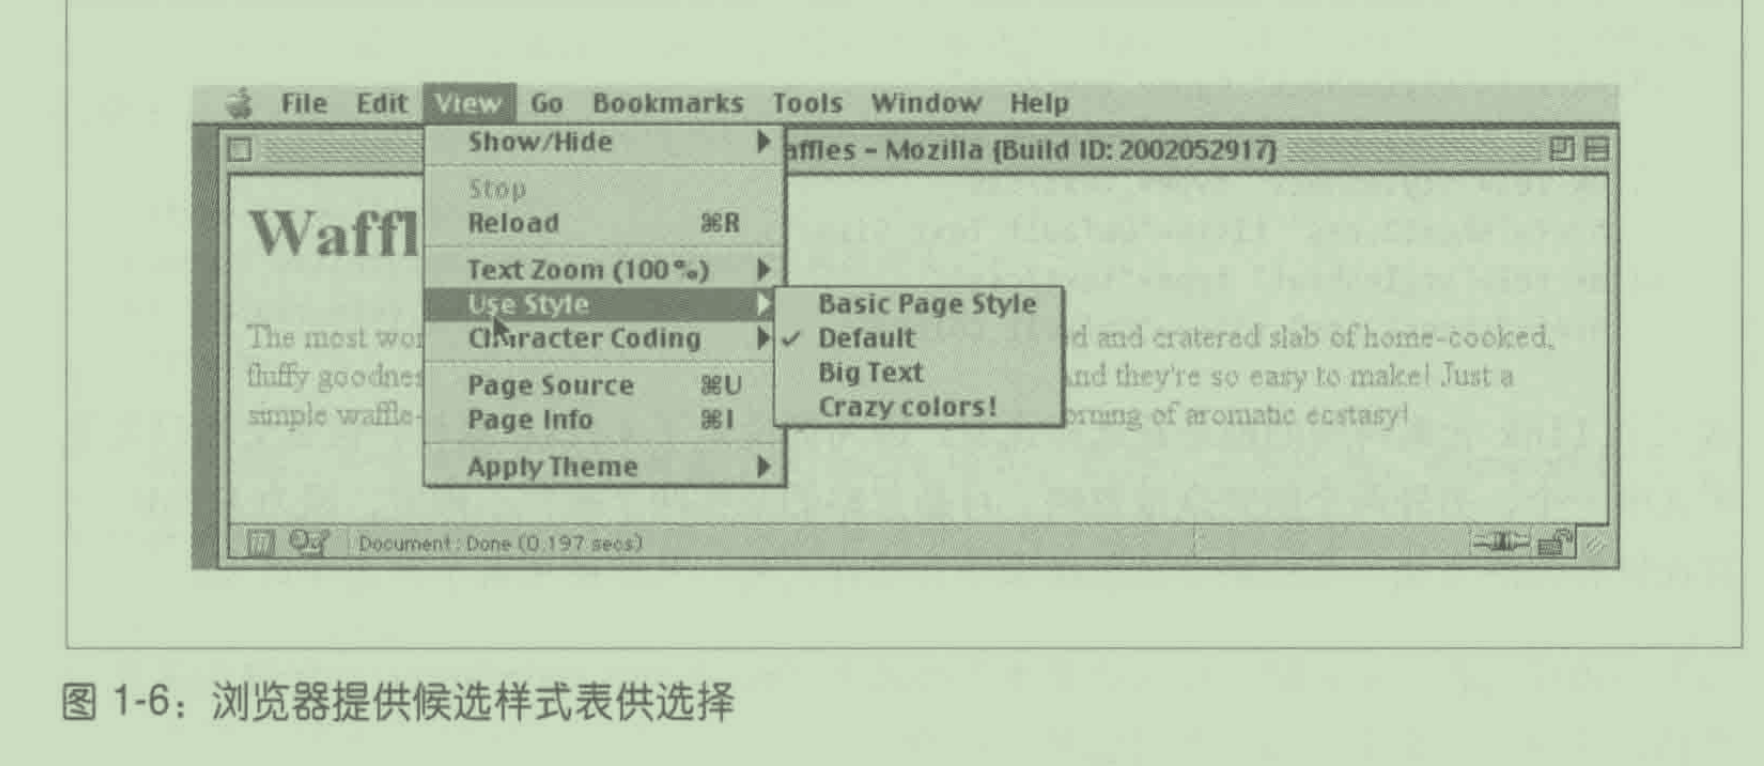 File Edit View Go Bookmarks Tools Window Help
affles – Mozilla {Build ID: 2002052917}
Show/Hide
Stop
Reload ⌘R
Text Zoom (100%)
Use Style
Character Coding
Page Source ⌘U
Page Info ⌘I
Apply Theme
Basic Page Style
✓ Default
Big Text
Crazy colors!
Waffl
The most wor
d and cratered slab of home-cooked,
fluffy goodnes
And they're so easy to make! Just a
simple waffle-
orning of aromatic ecstasy!
Document: Done (0.197 secs)
图 1-6：浏览器提供候选样式表供选择